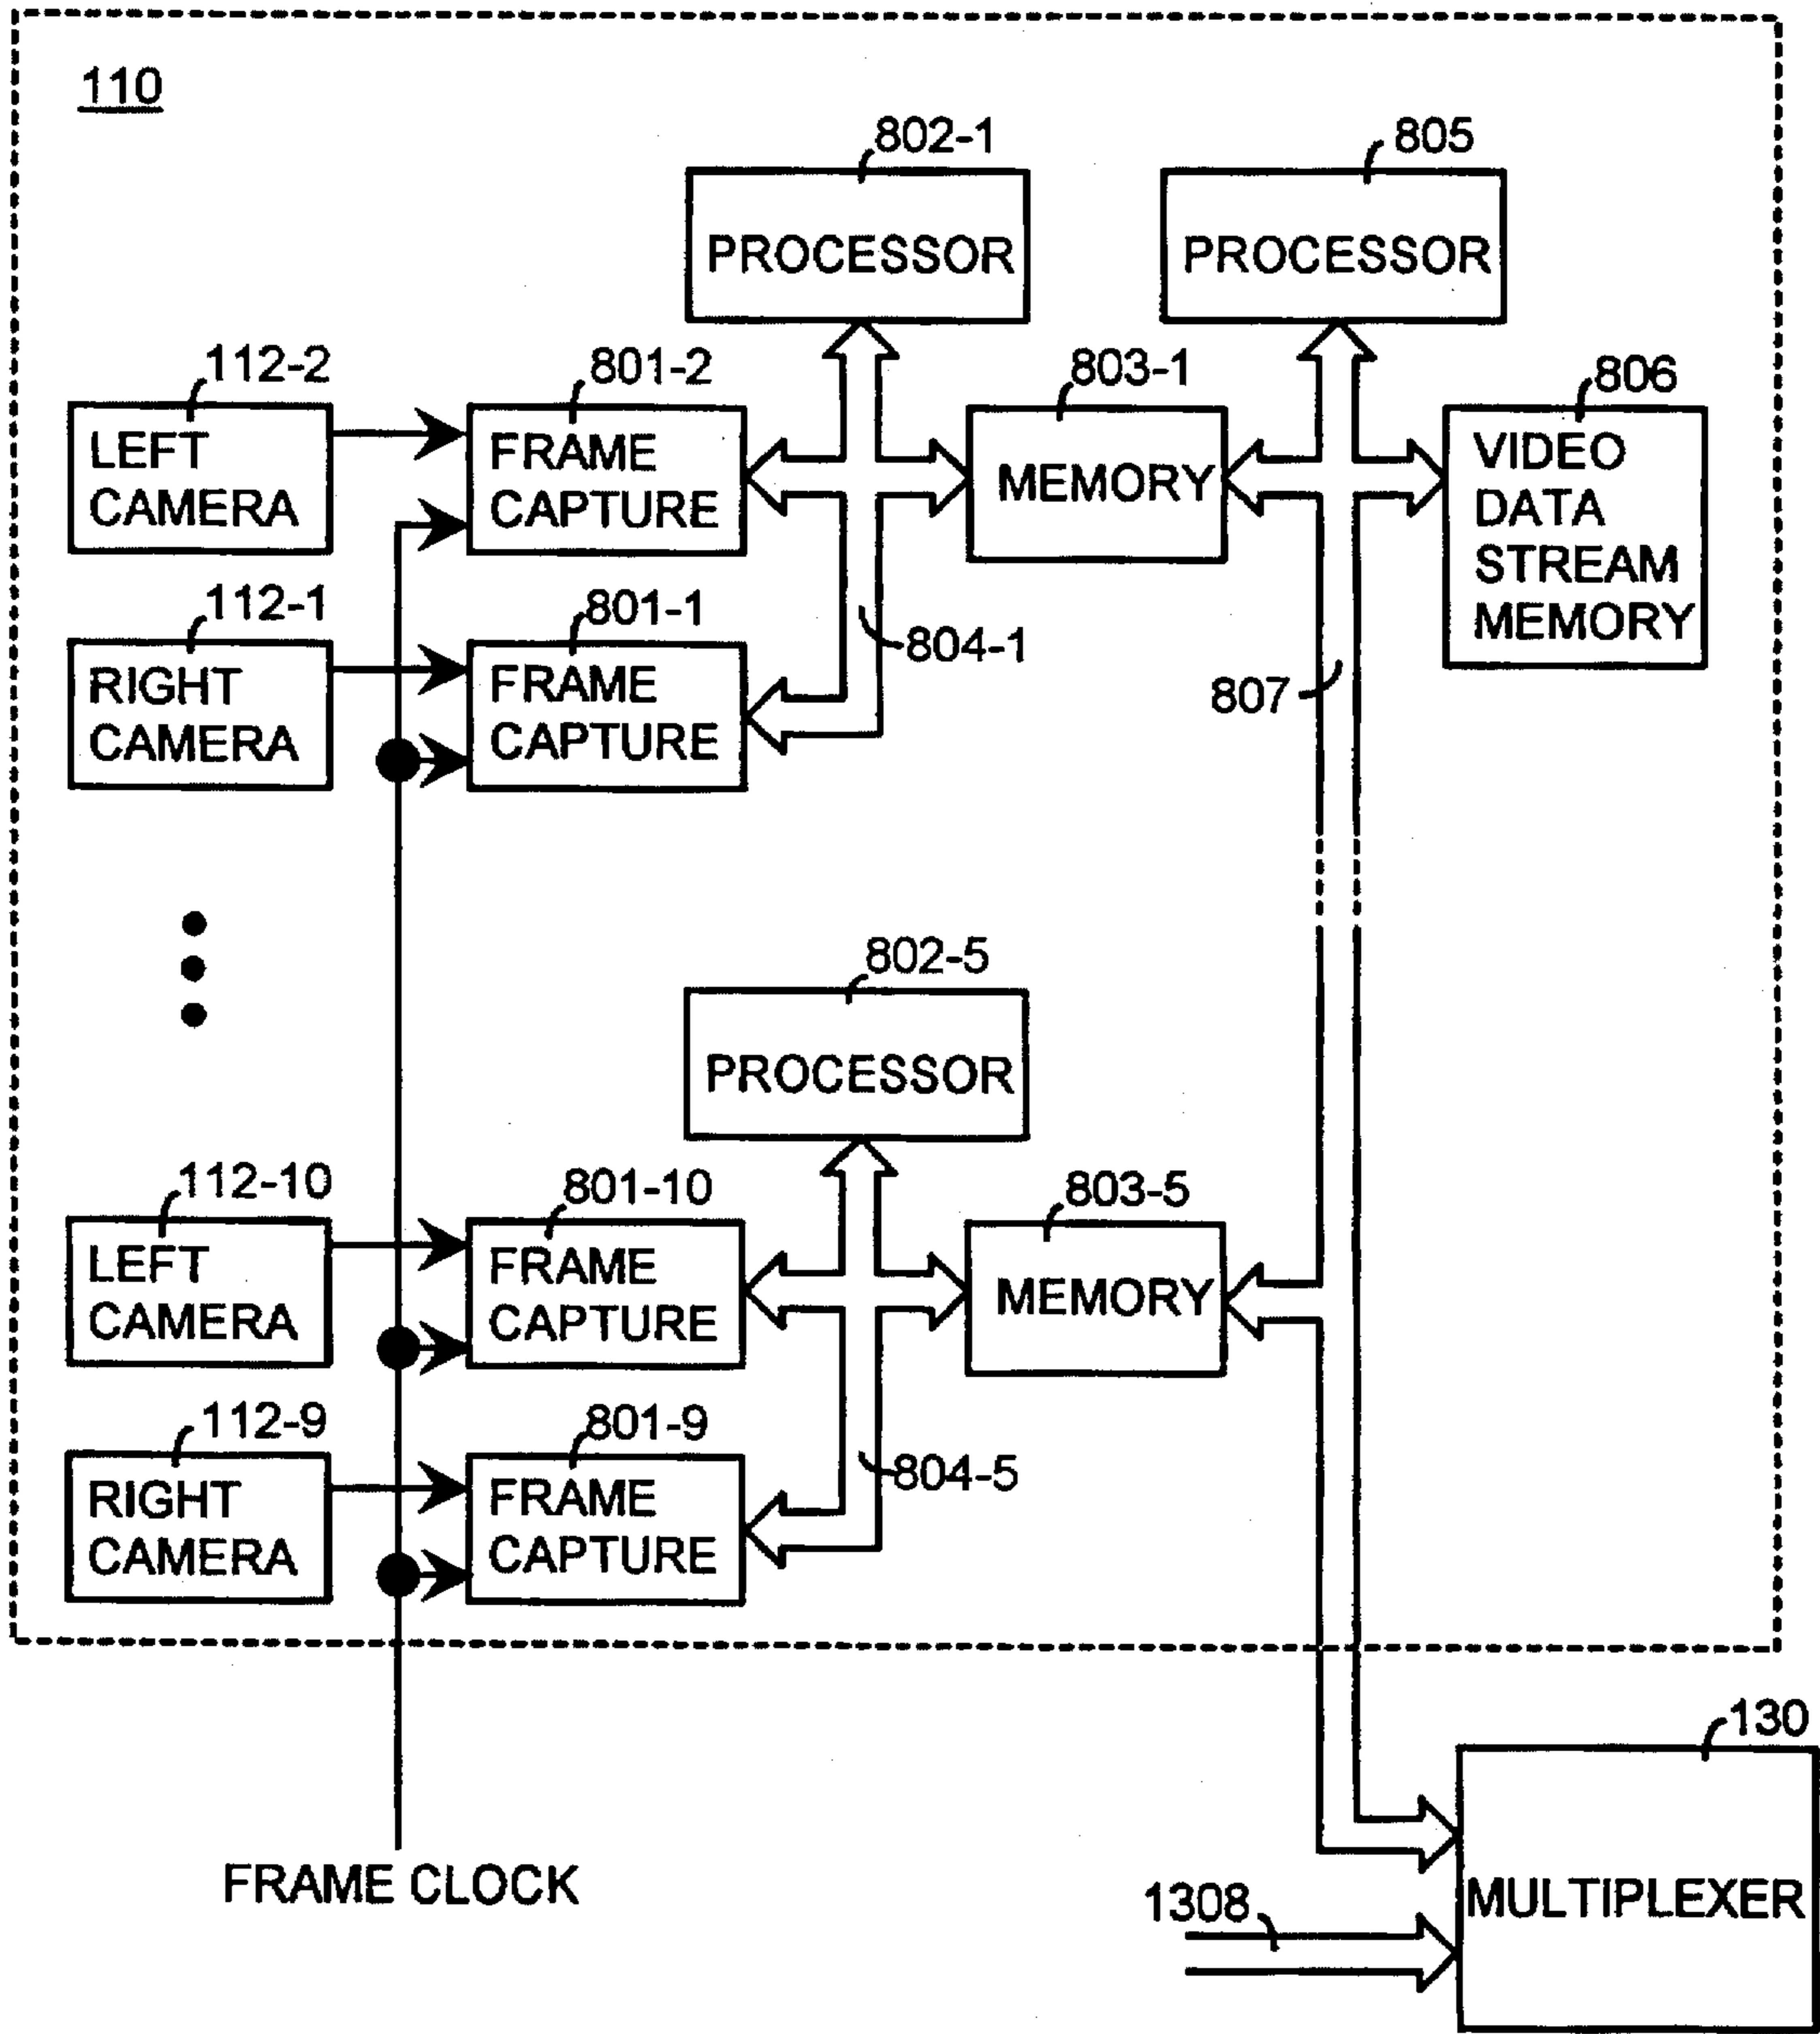 110
802-1
805
PROCESSOR
PROCESSOR
112-2
801-2
803-1
806
LEFT
CAMERA
FRAME
CAPTURE
MEMORY
VIDEO
DATA
STREAM
MEMORY
112-1
801-1
804-1
807
RIGHT
CAMERA
FRAME
CAPTURE
802-5
PROCESSOR
112-10
801-10
803-5
LEFT
CAMERA
FRAME
CAPTURE
MEMORY
112-9
801-9
804-5
RIGHT
CAMERA
FRAME
CAPTURE
130
FRAME CLOCK
1308
MULTIPLEXER